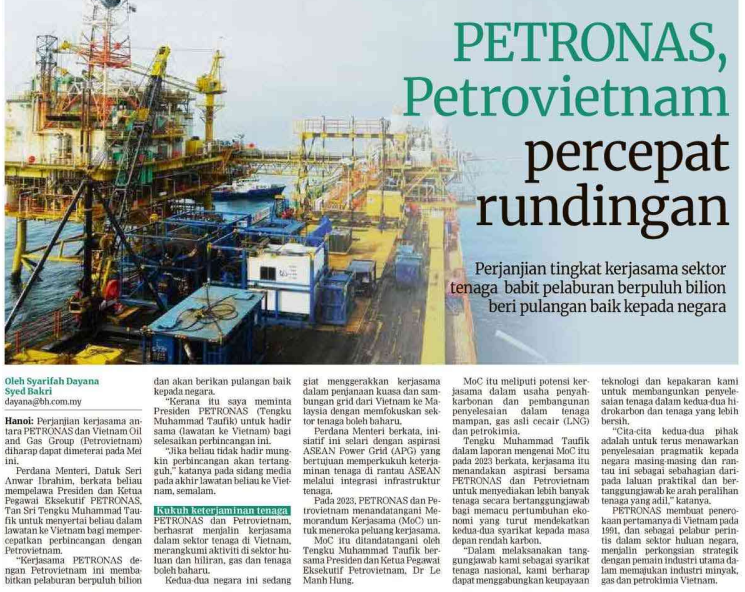 PETRONAS,
Petrovietnam
percepat
rundingan
Perjanjian tingkat kerjasama sektor
tenaga babit pelaburan berpuluh bilion
beri pulangan baik kepada negara
Oleh Syarifah Dayana
Syed Bakri
dayana@bh.com.my
Hanoi: Perjanjian kerjasama an-
tara PETRONAS dan Vietnam Oil
and Gas Group (Petrovietnam)
diharap dapat dimeterai pada Mei
ini.
Perdana Menteri, Datuk Seri
Anwar Ibrahim, berkata beliau
mempelawa Presiden dan Ketua
Pegawai Eksekutif PETRONAS,
Tan Sri Tengku Muhammad Tau-
fik untuk menyertai beliau dalam
lawatan ke Vietnam bagi memper-
cepatkan perbincangan dengan
Petrovietnam.
"Kerjasama PETRONAS de-
ngan Petrovietnam ini memba-
bitkan pelaburan berpuluh bilion
dan akan berikan pulangan baik
kepada negara.
"Kerana itu saya meminta
Presiden PETRONAS (Tengku
Muhammad Taufik) untuk hadir
sama (lawatan ke Vietnam) bagi
selesaikan perbincangan ini.
"Jika beliau tidak hadir mung-
kin perbincangan akan tertang-
guh," katanya pada sidang media
pada akhir lawatan beliau ke Viet-
nam, semalam.
Kukuh keterjaminan tenaga
PETRONAS dan Petrovietnam,
berhasrat menjalin kerjasama
dalam sektor tenaga di Vietnam,
merangkumi aktiviti di sektor hu-
luan dan hiliran, gas dan tenaga
boleh baharu.
Kedua-dua negara ini sedang
giat menggerakkan kerjasama
dalam penjanaan kuasa dan sam-
bungan grid dari Vietnam ke Ma-
laysia dengan memfokuskan sek-
tor tenaga boleh baharu.
Perdana Menteri berkata, ini-
siatif ini selari dengan aspirasi
ASEAN Power Grid (APG) yang
bertujuan memperkukuh keterja-
minan tenaga di rantau ASEAN
melalui integrasi infrastruktur
tenaga.
Pada 2023, PETRONAS dan Pe-
trovietnam menandatangani Me-
morandum Kerjasama (MoC) un-
tuk meneroka peluang kerjasama.
MoC itu ditandatangani oleh
Tengku Muhammad Taufik ber-
sama Presiden dan Ketua Pegawai
Eksekutif Petrovietnam, Dr Le
Manh Hung.
MoC itu meliputi potensi ker-
jasama dalam usaha penyah-
karbonan dan pembangunan
penyelesaian dalam tenaga
mampan, gas asli cecair (LNG)
dan petrokimia.
Tengku Muhammad Taufik
dalam laporan mengenai MoC itu
pada 2023 berkata, kerjasama itu
menandakan aspirasi bersama
PETRONAS dan Petrovietnam
untuk menyediakan lebih banyak
tenaga secara bertanggungjawab
bagi memacu pertumbuhan eko-
nomi yang turut mendekatkan
kedua-dua syarikat kepada masa
depan rendah karbon.
"Dalam melaksanakan tang-
gungjawab kami sebagai syarikat
tenaga nasional, kami berharap
dapat menggabungkan keupayaan
teknologi dan kepakaran kami
untuk membangunkan penyele-
saian tenaga dalam kedua-dua hi-
drokarbon dan tenaga yang lebih
bersih.
"Cita-cita kedua-dua pihak
adalah untuk terus menawarkan
penyelesaian pragmatik kepada
negara masing-masing dan ran-
tau ini sebagai sebahagian dari-
pada laluan praktikal dan ber-
tanggungjawab ke arah peralihan
tenaga yang adil," katanya.
PETRONAS membuat penero-
kaan pertamanya di Vietnam pada
1991, dan sebagai pelabur perin-
tis dalam sektor huluan negara,
menjalin perkongsian strategik
dengan pemain industri utama da-
lam memajukan industri minyak,
gas dan petrokimia Vietnam.